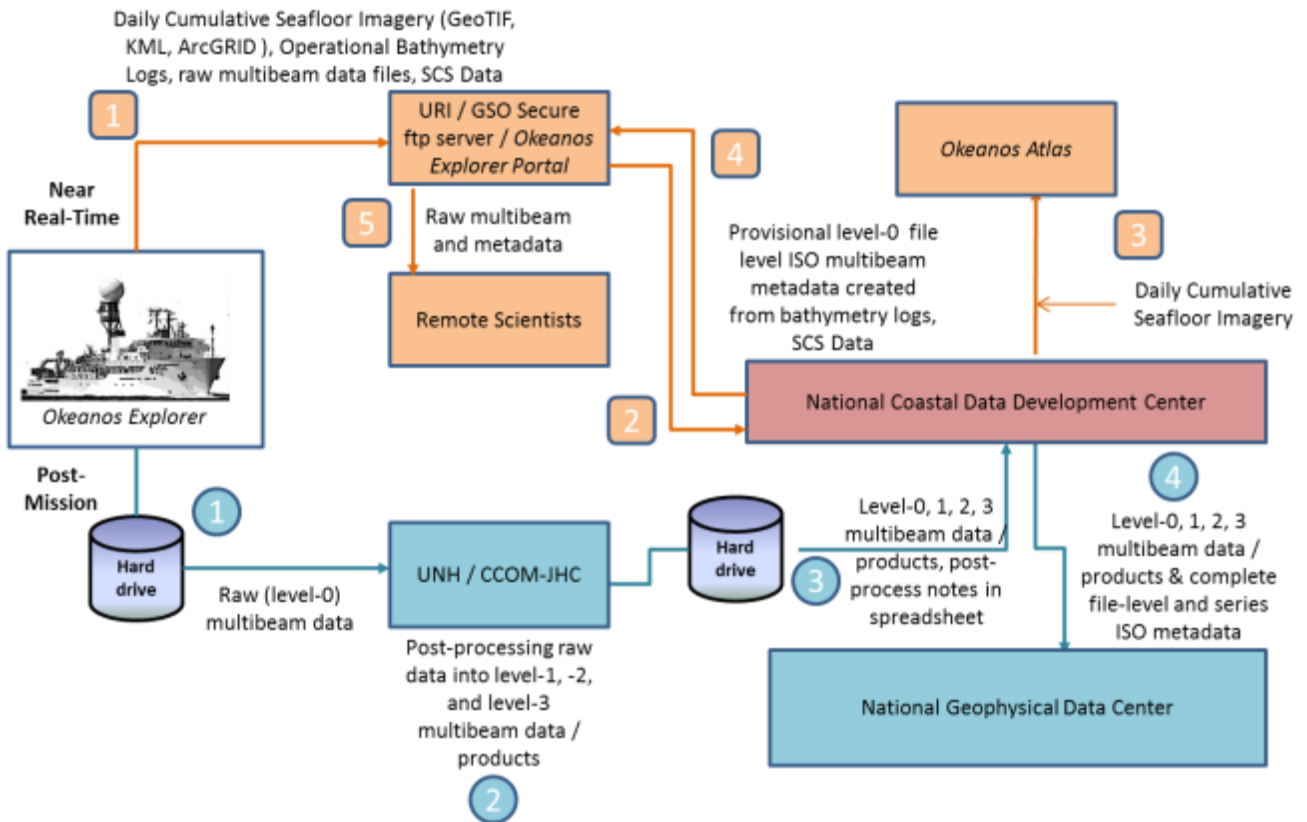 Daily Cumulative Seafloor Imagery (GeoTIF,
KML, ArcGRID ), Operational Bathymetry
Logs, raw multibeam data files, SCS Data
1
URI / GSO Secure
ftp server / Okeanos
Explorer Portal
4
Okeanos Atlas
Near
Real-Time
5
Raw multibeam
and metadata
Provisional level-0 file
level ISO multibeam
metadata created
from bathymetry logs,
SCS Data
3
Daily Cumulative
Seafloor Imagery
Remote Scientists
Okeanos Explorer
2
National Coastal Data Development Center
Post-
Mission
1
Hard
drive
Raw (level-0)
multibeam data
UNH / CCOM-JHC
Post-processing raw
data into level-1, -2,
and level-3
multibeam data /
products
2
Hard
drive
3
Level-0, 1, 2, 3
multibeam data /
products, post-
process notes in
spreadsheet
4
Level-0, 1, 2, 3
multibeam data /
products & complete
file-level and series
ISO metadata
National Geophysical Data Center